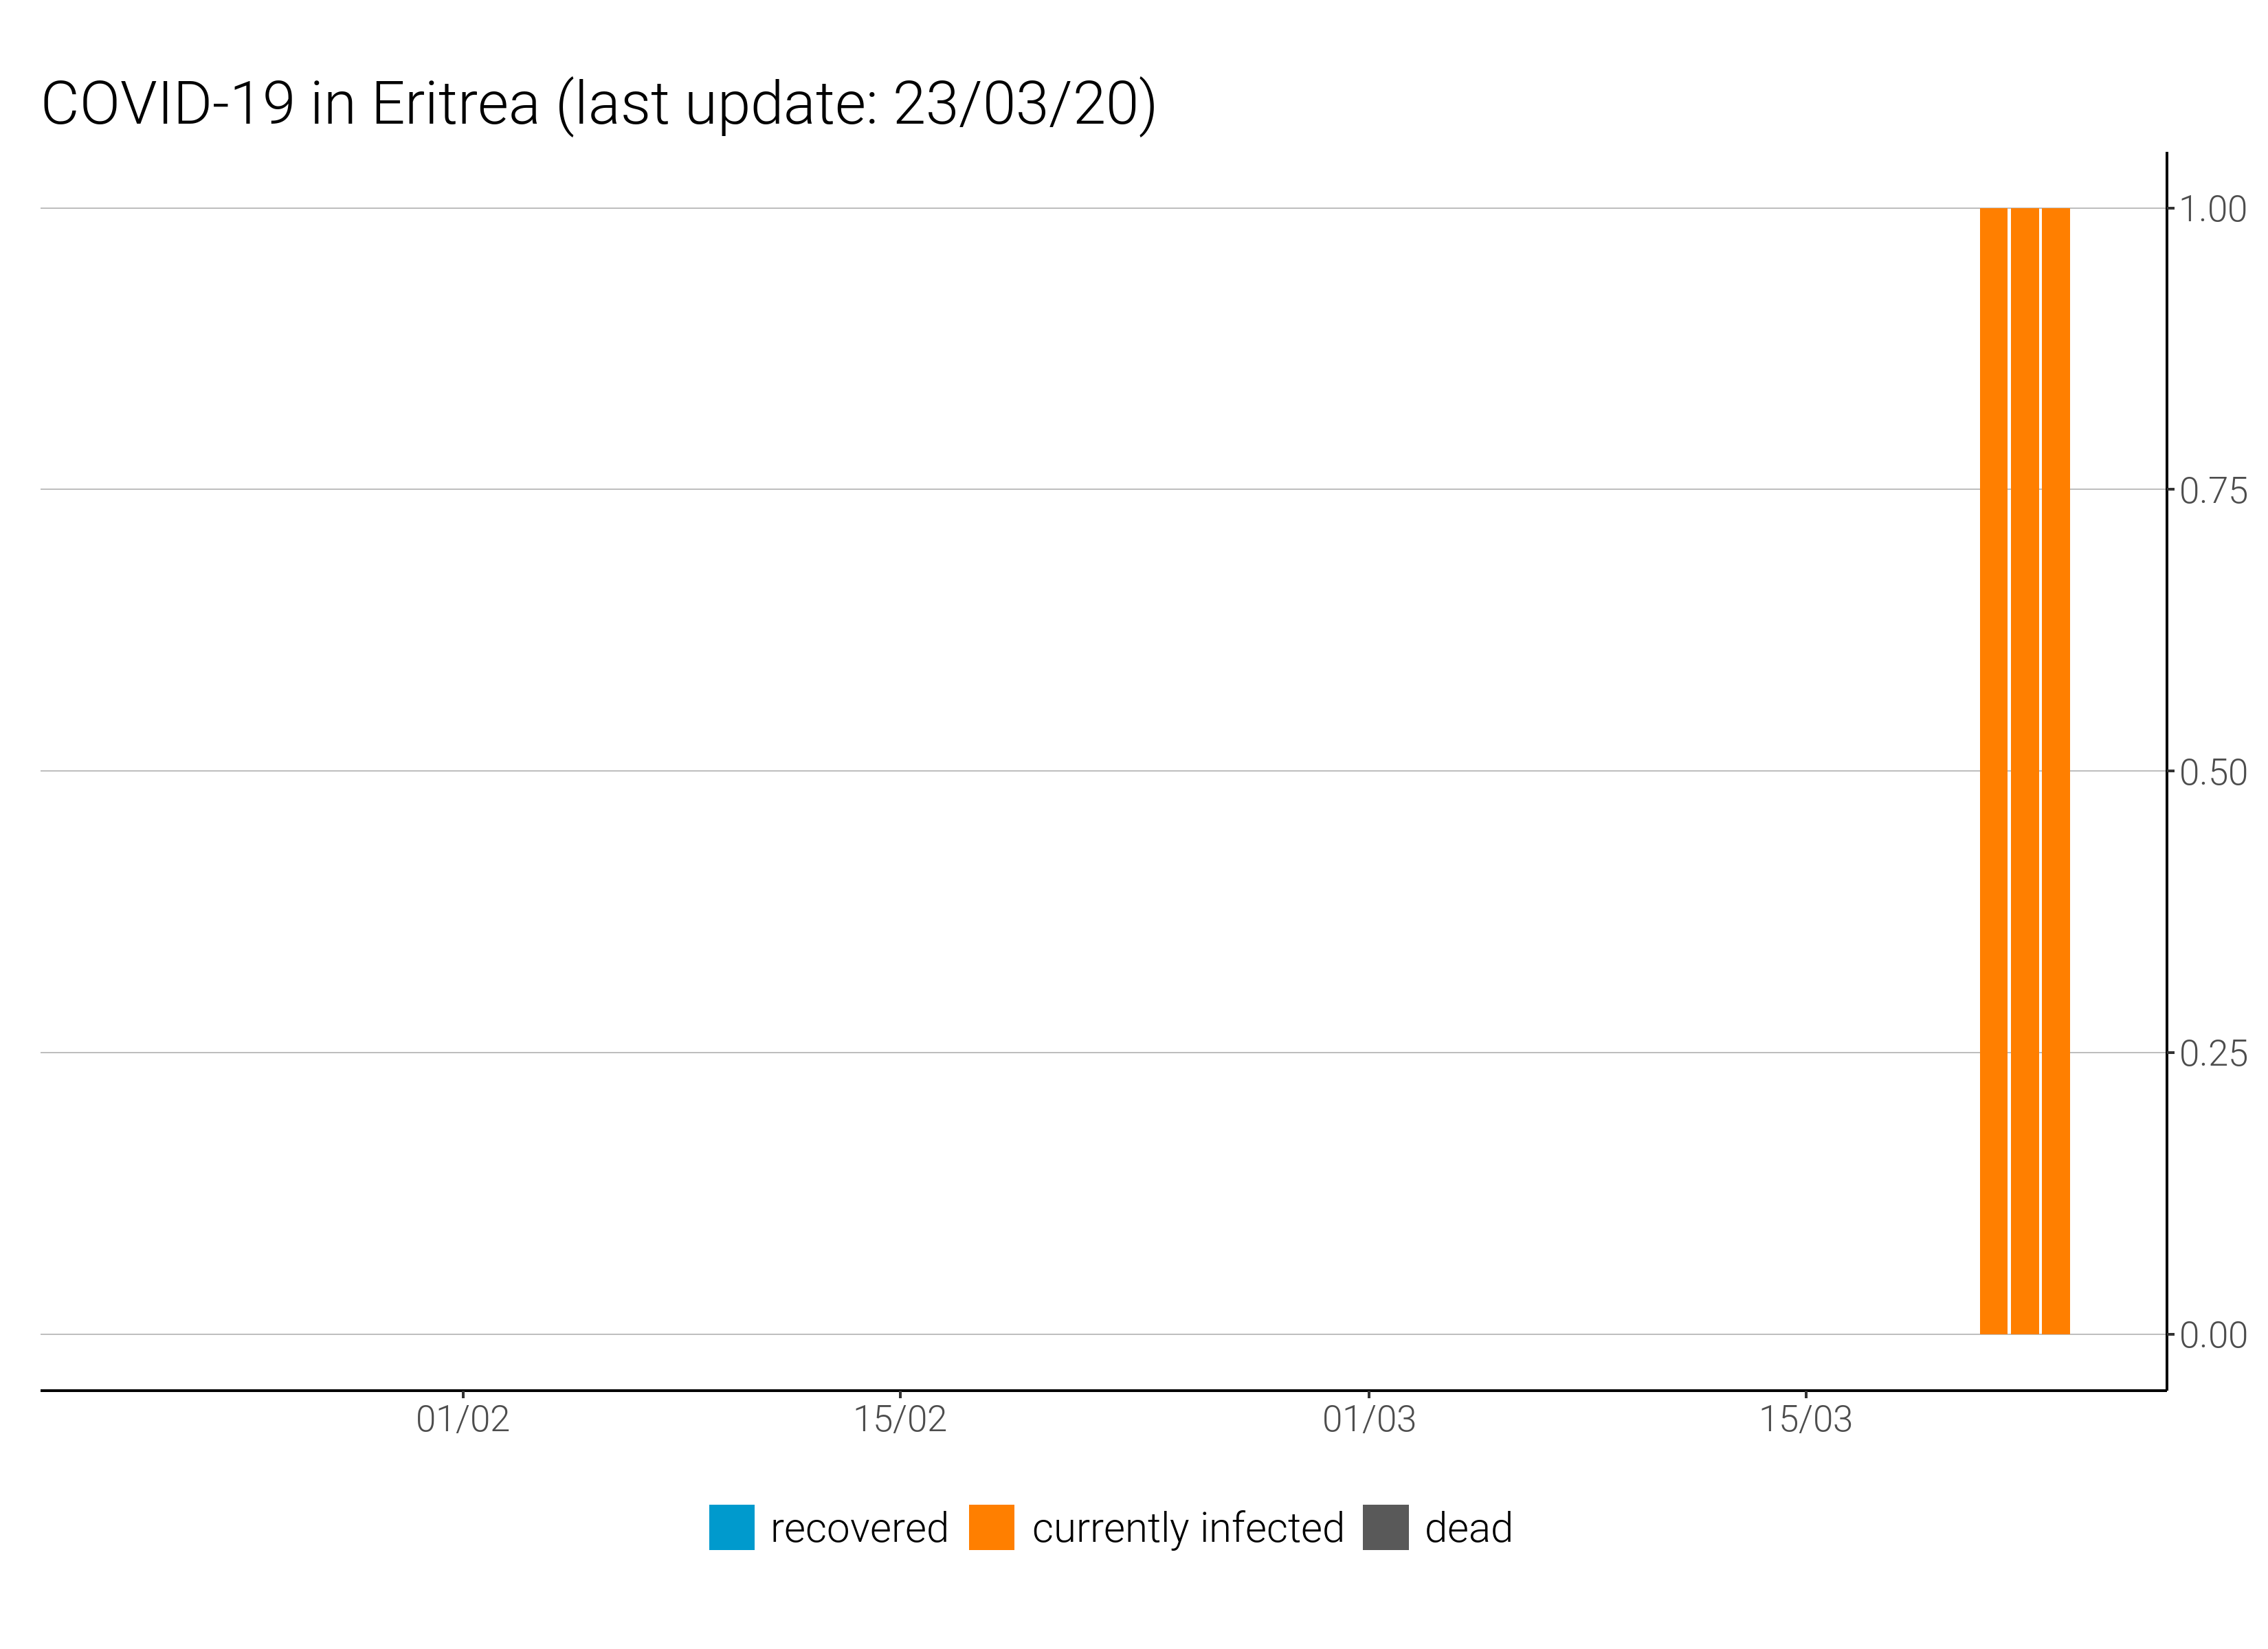 COVID-19 in Eritrea (last update: 23/03/20)
1.00
0.75
0.50
0.25
0.00
01/02 15/02 01/03 15/03
recovered currently infected dead